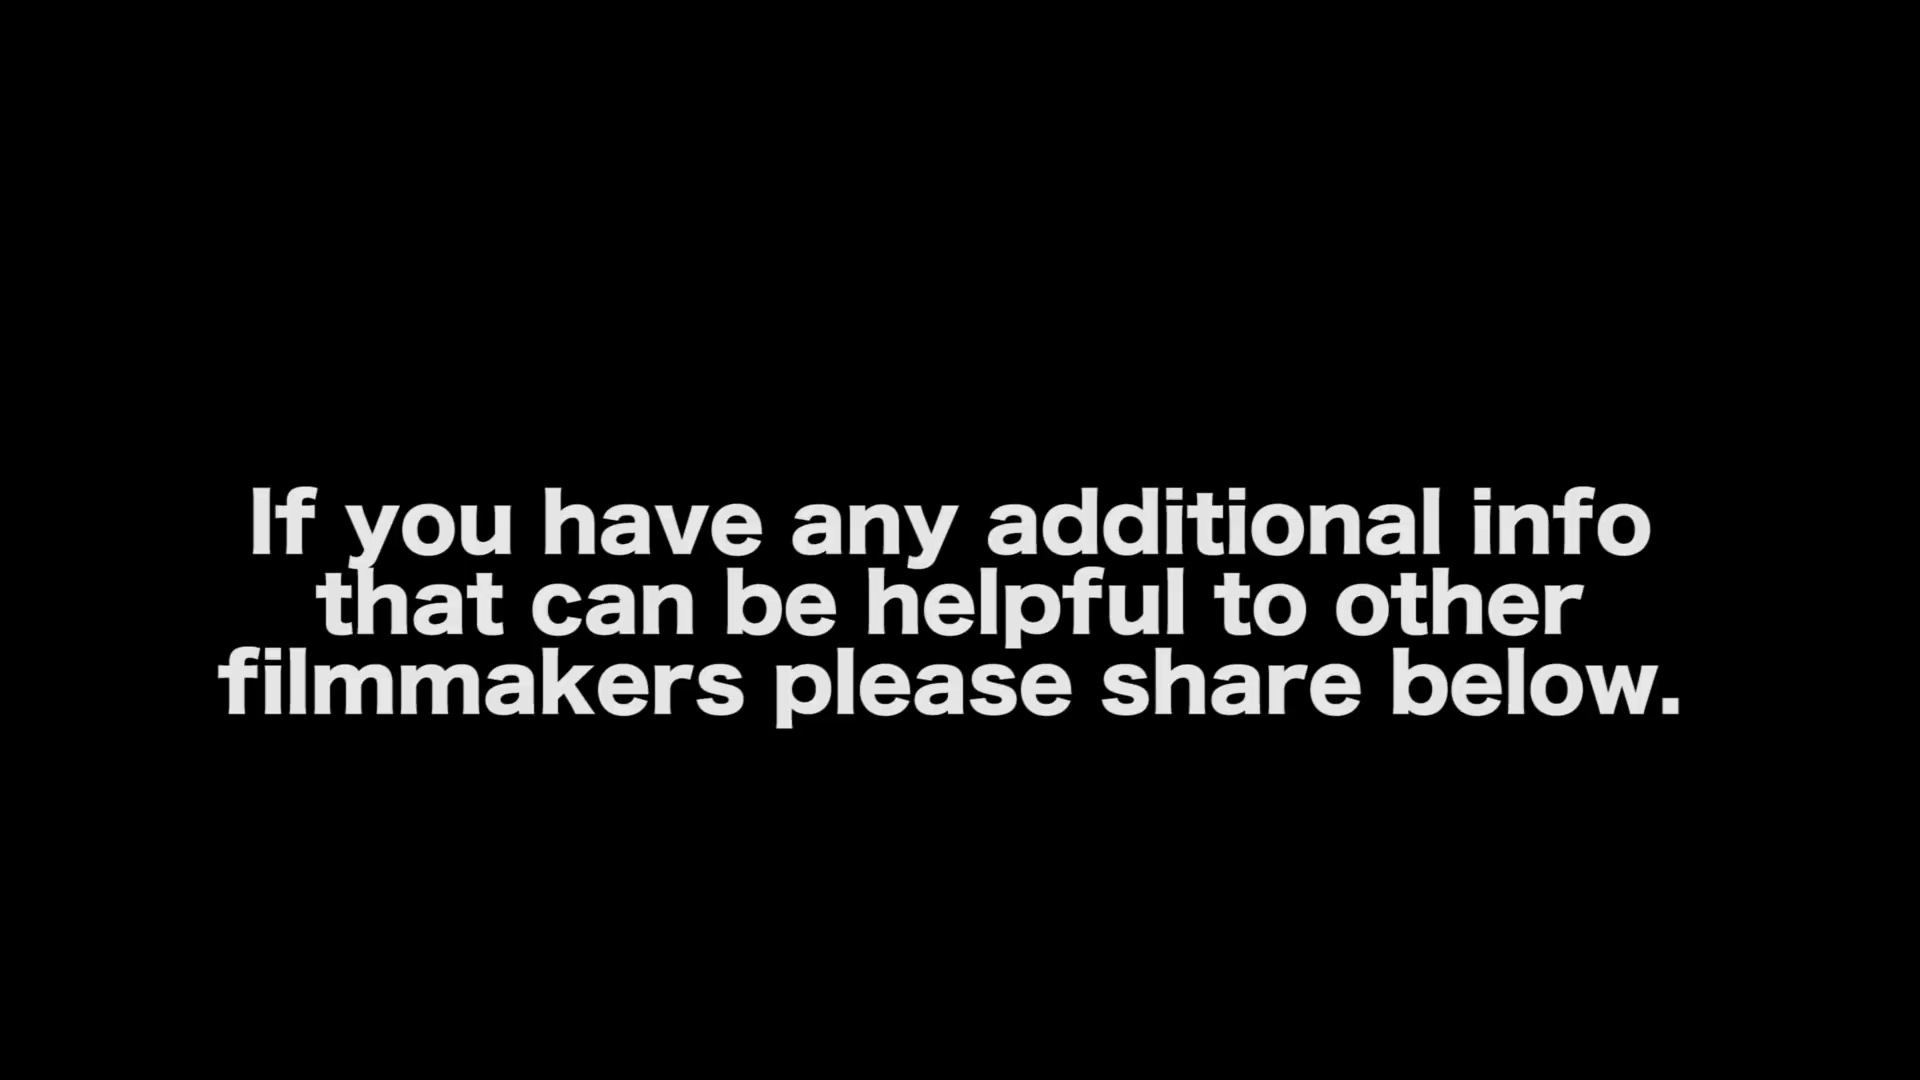 If you have any additional info
that can be helpful to other
filmmakers please share below.